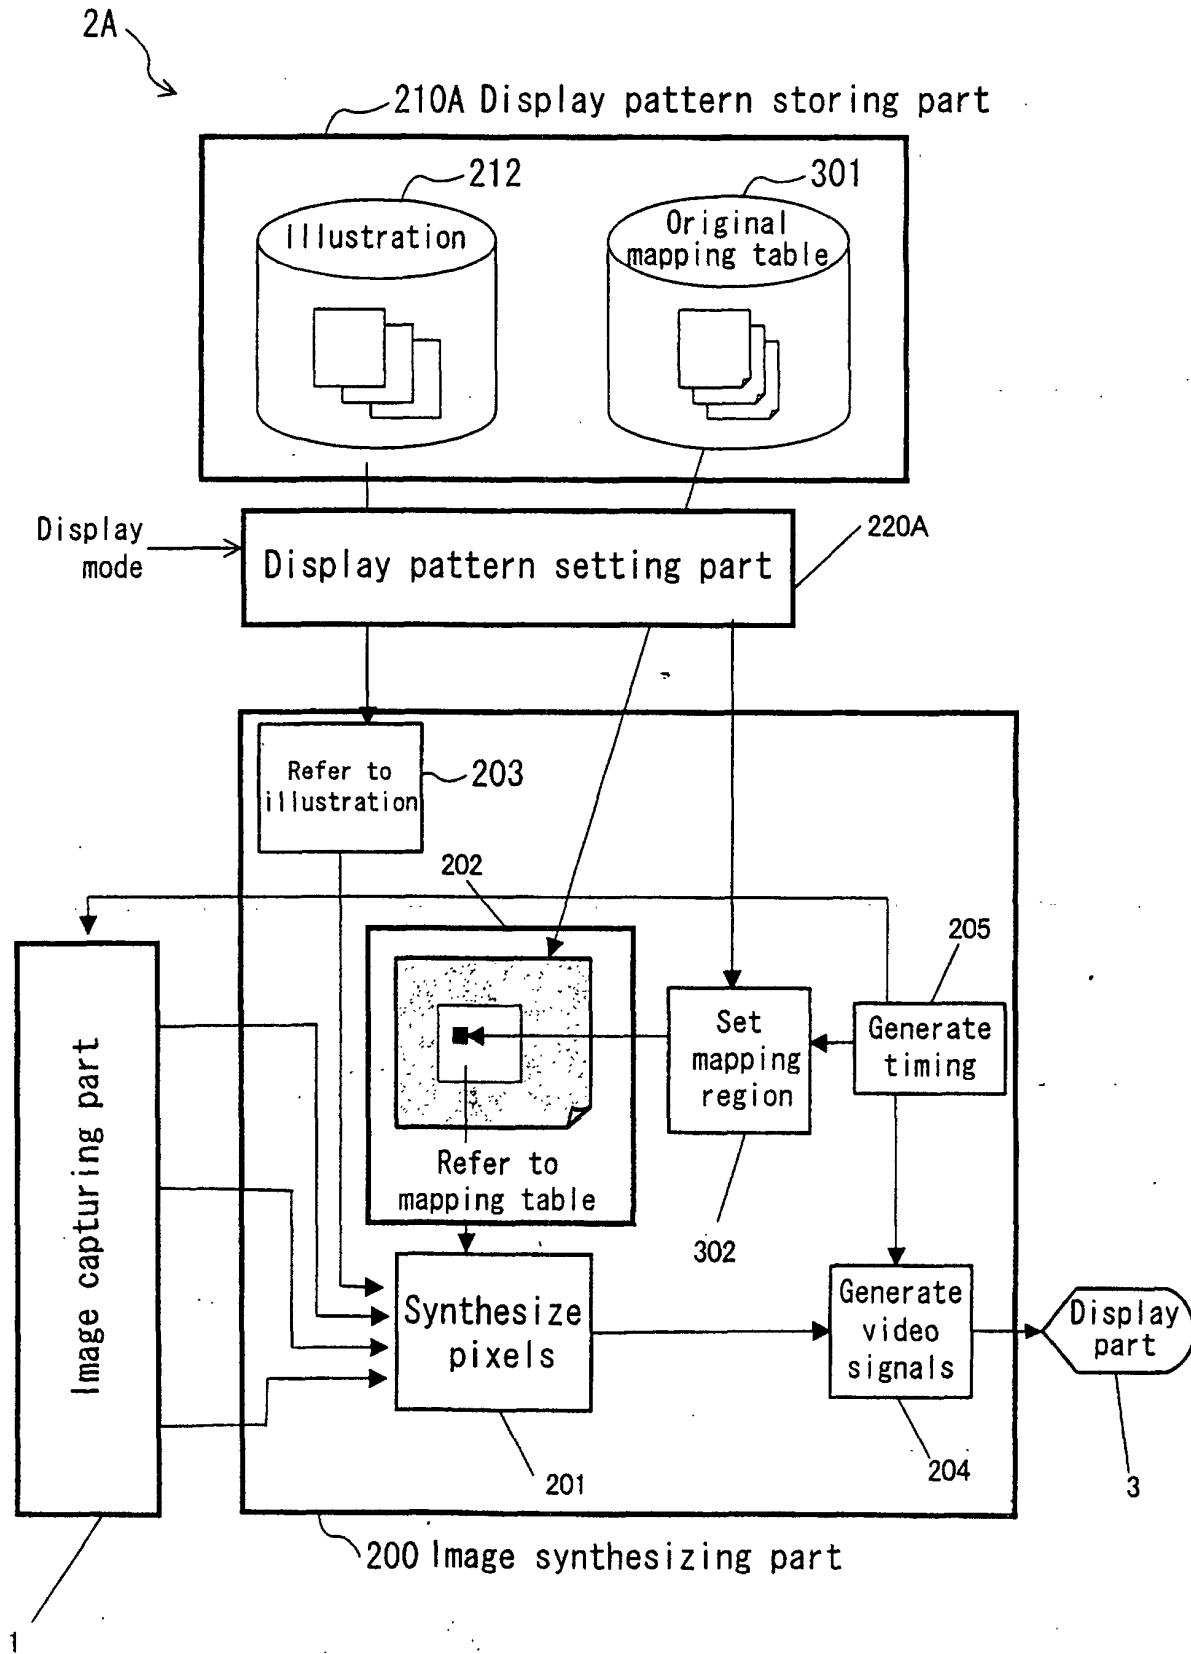 2A
210A Display pattern storing part
212
301
Illustration
Original
mapping table
Display
mode
220A
Display pattern setting part
Refer to
illustration
203
202
205
Set
mapping
region
Generate
timing
Image capturing part
Refer to
mapping table
302
Synthesize
pixels
Generate
video
signals
Display
part
201
204
3
200 Image synthesizing part
1